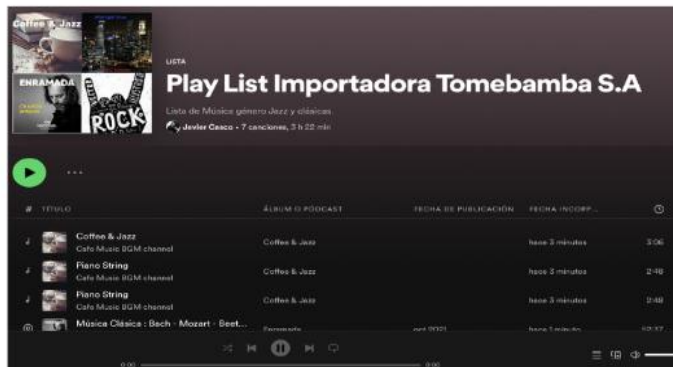 Coffee & Jazz
ENRAMADA
ROCK
LISTA
Play List Importadora Tomebamba S.A
Lista de Música género Jazz y clásicas
Javier Casco • 7 canciones, 3 h 22 min
# TÍTULO ÁLBUM O PÓDCAST FECHA DE PUBLICACIÓN FECHA INCORP...
Coffee & Jazz
Cafe Music BGM channel
Coffee & Jazz hace 3 minutos 3:06
Piano String
Cafe Music BGM channel
Coffee & Jazz hace 3 minutos 2:48
Piano String
Cafe Music BGM channel
Coffee & Jazz hace 3 minutos 2:48
Música Clásica : Bach - Mozart - Beet...
Enramada oct 2021 hace 1 minuto
0:00 0:00